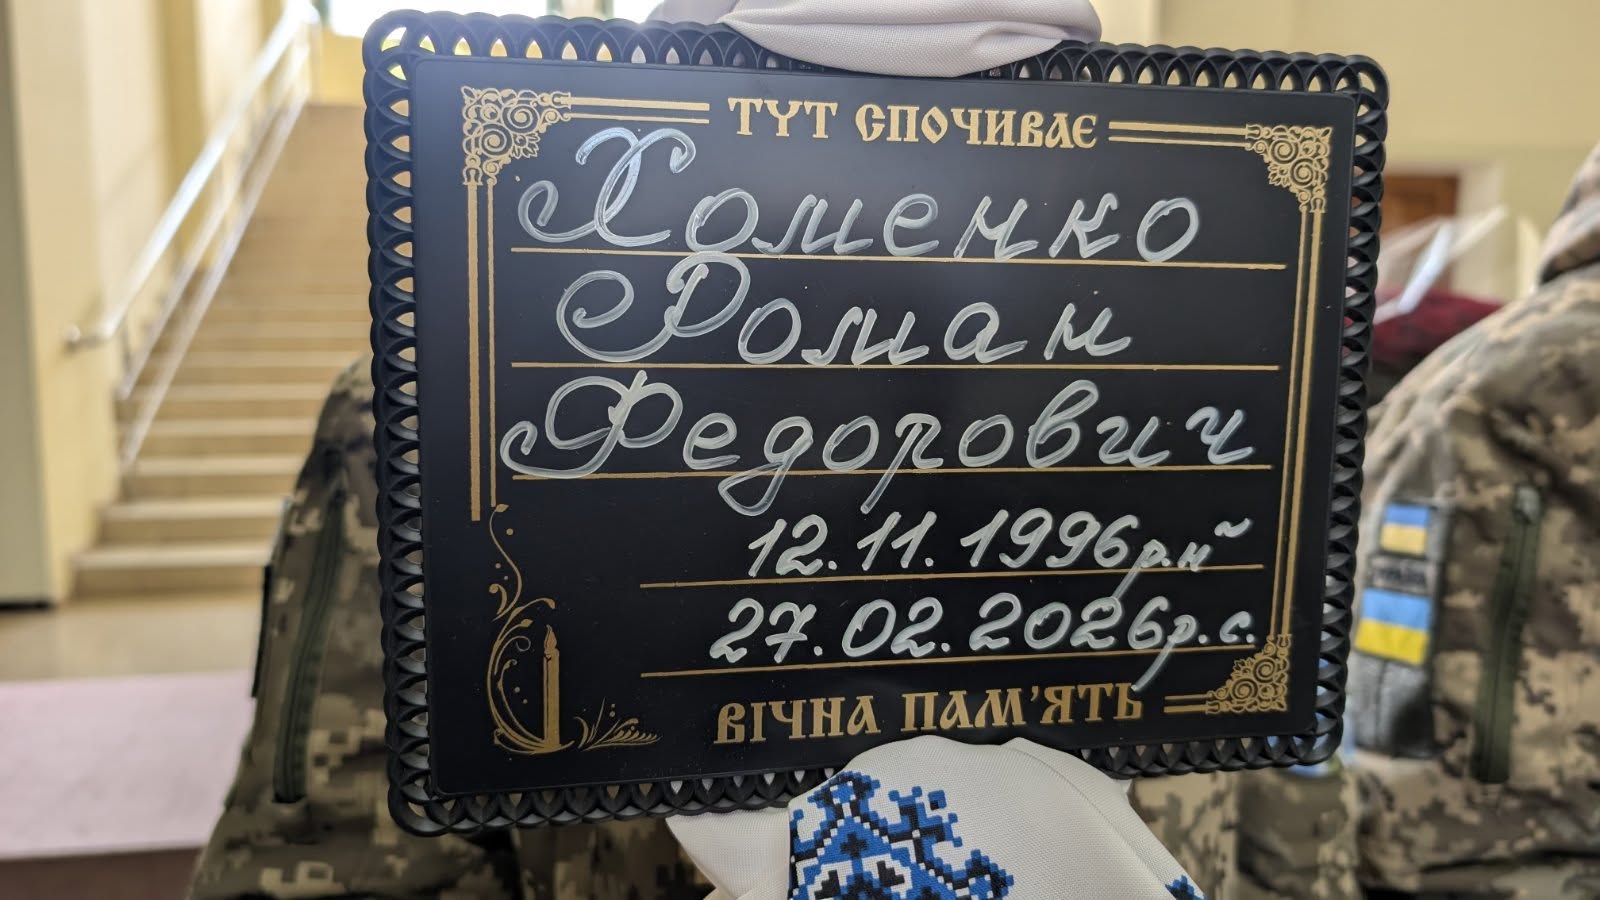 ТУТ СПОЧИВАЄ
Хоменко
Роман
Федорович
12.11.1996р.н
27.02.2026р.с.
ВІЧНА ПАМ'ЯТЬ